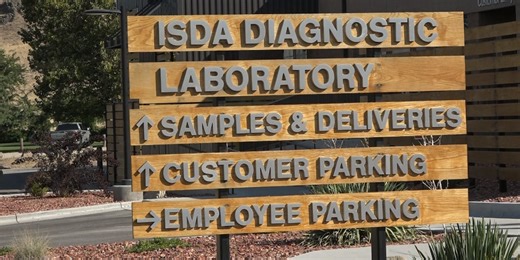 ISDA DIAGNOSTIC
LABORATORY
↑ SAMPLES & DELIVERIES
↑ CUSTOMER PARKING
→ EMPLOYEE PARKING